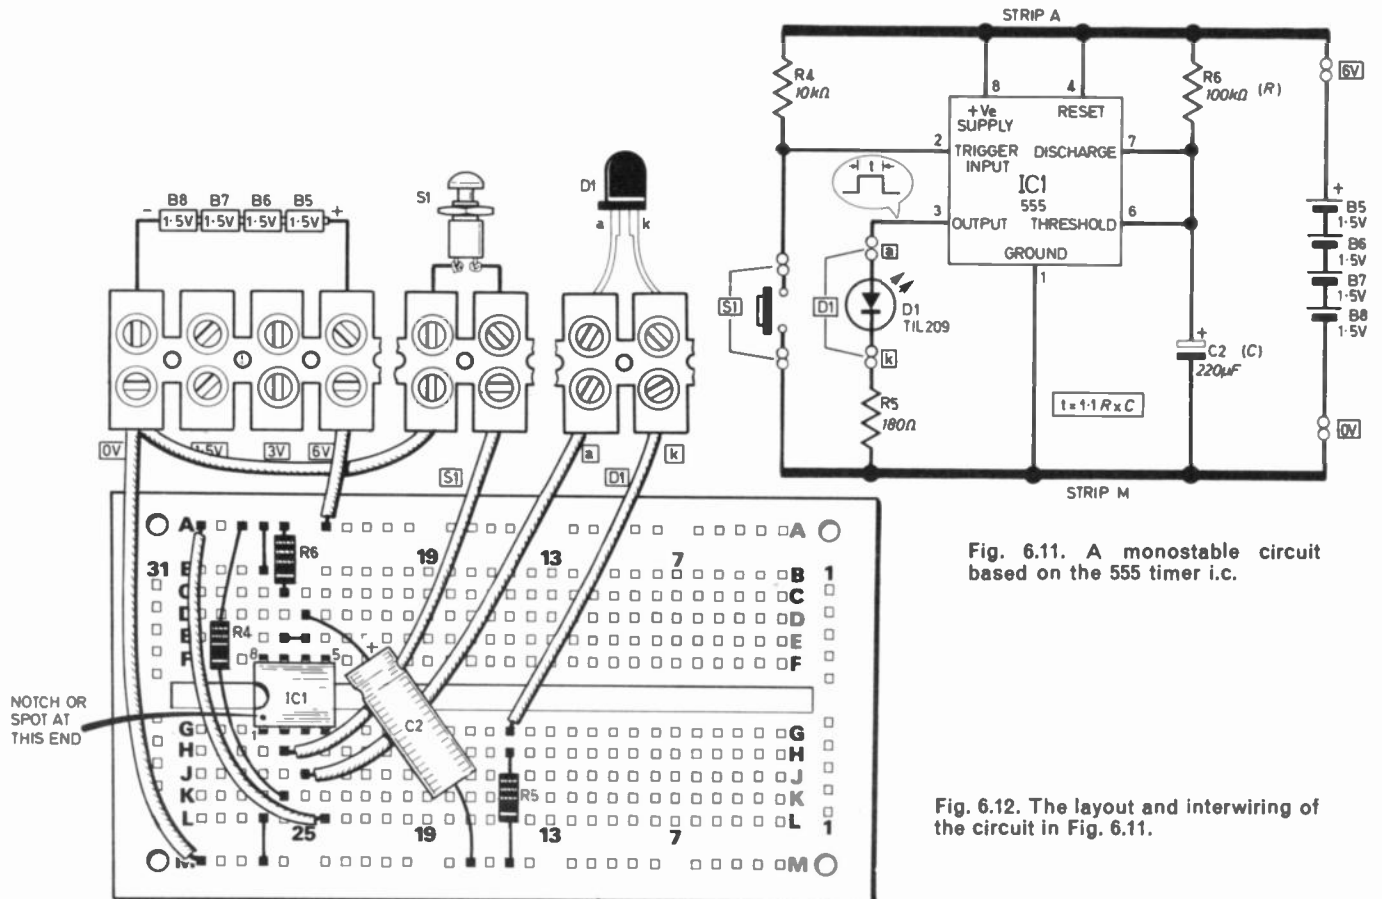 STRIP A
R4
10kΩ
8
4
+Ve
SUPPLY
RESET
R6
100kΩ (R)
6V
2
TRIGGER
INPUT
DISCHARGE
7
t
IC1
555
3
OUTPUT
THRESHOLD
6
GROUND
1
a
S1
D1
D1
TIL209
k
R5
180Ω
+
C2 (C)
220µF
t = 1·1 R x C
+
B5
1·5V
B6
1·5V
B7
1·5V
B8
1·5V
0V
STRIP M
Fig. 6.11. A monostable circuit
based on the 555 timer i.c.
B8 B7 B6 B5
- 1·5V 1·5V 1·5V 1·5V +
S1
D1
a k
0V 1·5V 3V 6V
S1
a
D1
k
A R6 19 13 7 A
31 B B 1
C C
D D
E R4 E
F 8 5 + F
NOTCH OR
SPOT AT
THIS END
IC1
C2
G 1 G
H H
J J
K R5 K
L L
25 19 13 7 1
M M
Fig. 6.12. The layout and interwiring of
the circuit in Fig. 6.11.